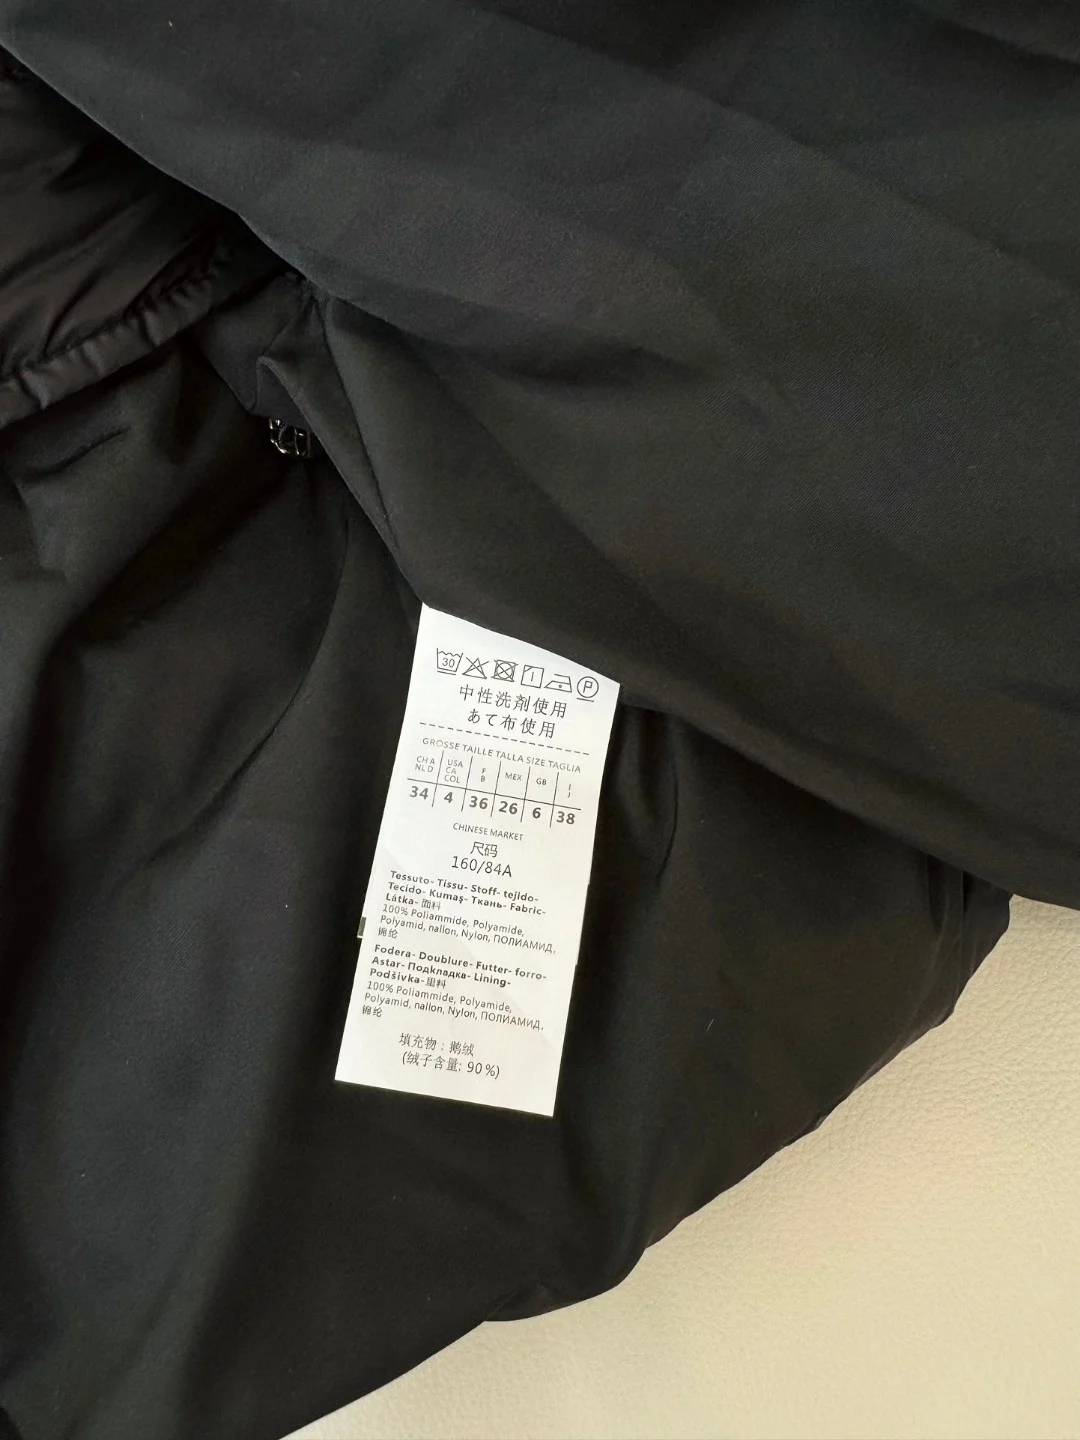 30 P
中性洗剤使用
あて布使用
GROSSE TAILLE TALLA SIZE TAGLIA
CH A NL D USA CA COL F B MEX GB I J
34 4 36 26 6 38
CHINESE MARKET
尺码
160/84A
Tessuto- Tissu- Stoff- tejido-
Tecido- Kumaş- Ткань- Fabric-
Látka- 面料
100% Poliammide, Polyamide,
Polyamid, nailon, Nylon, ПОЛИАМИД,
锦纶
Fodera- Doublure- Futter- forro-
Astar- Подкладка- Lining-
Podšívka-里料
100% Poliammide, Polyamide,
Polyamid, nailon, Nylon, ПОЛИАМИД,
锦纶
填充物：鹅绒
(绒子含量: 90%)